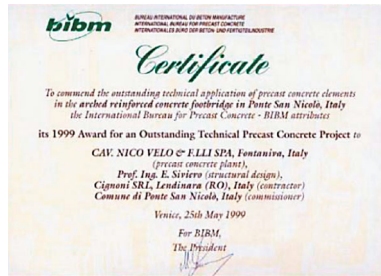 bibm
BUREAU INTERNATIONAL DU BETON MANUFACTURE
INTERNATIONAL BUREAU FOR PRECAST CONCRETE
INTERNATIONALES BÜRO DER BETON- UND FERTIGTEILINDUSTRIE
Certificate
To commend the outstanding technical application of precast concrete elements
in the arched reinforced concrete footbridge in Ponte San Nicolò, Italy
the International Bureau for Precast Concrete - BIBM attributes
its 1999 Award for an Outstanding Technical Precast Concrete Project to
CAV. NICO VELO & F.LLI SPA, Fontaniva, Italy
(precast concrete plant),
Prof. Ing. E. Siviero (structural design),
Cignoni SRL, Lendinara (RO), Italy (contractor)
Comune di Ponte San Nicolò, Italy (commissioner)
Venice, 25th May 1999
For BIBM,
The President